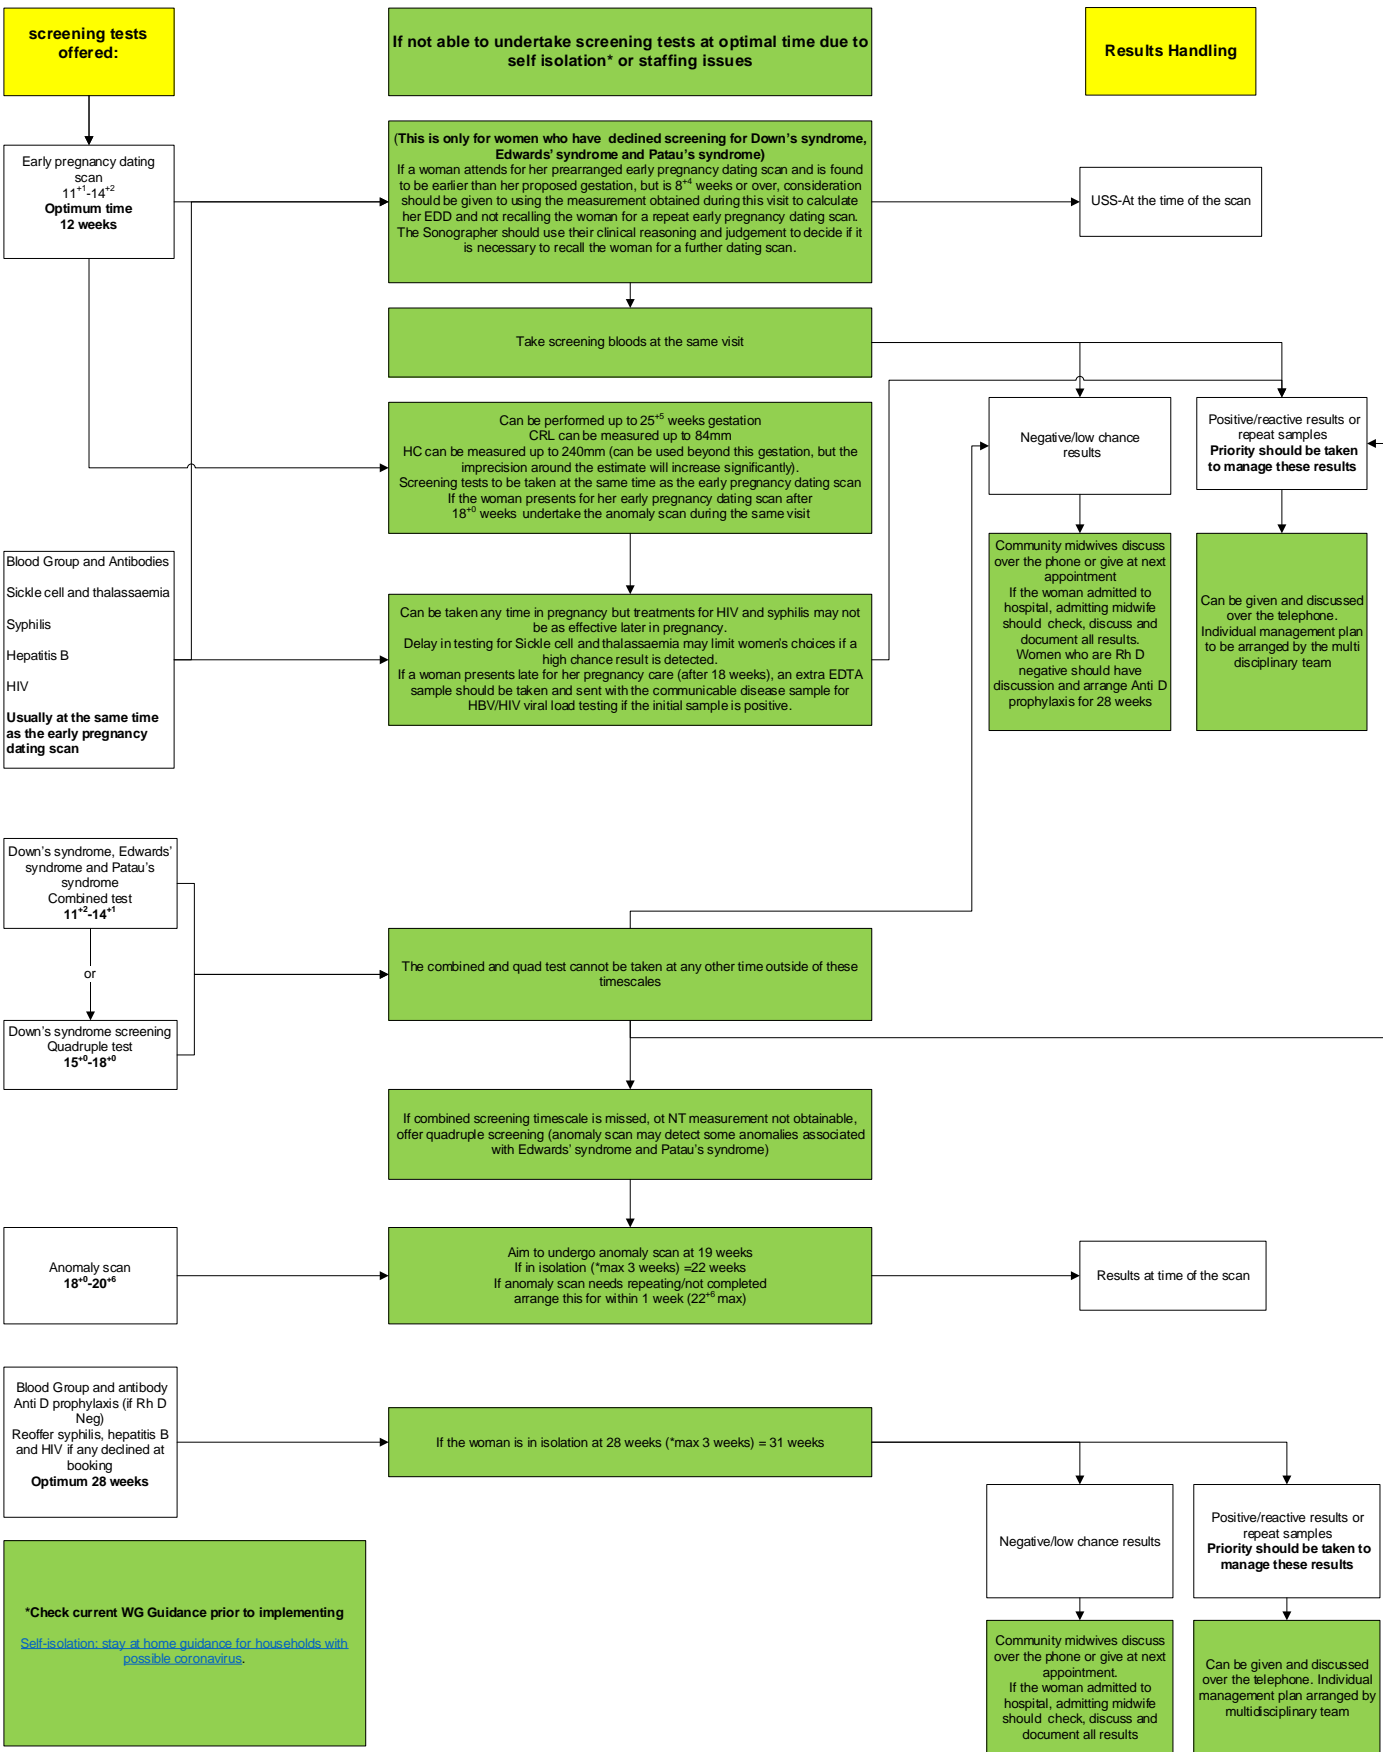 screening tests
offered:
If not able to undertake screening tests at optimal time due to
self isolation* or staffing issues
Results Handling
Early pregnancy dating
scan
11+1-14+2
Optimum time
12 weeks
(This is only for women who have declined screening for Down's syndrome,
Edwards' syndrome and Patau's syndrome)
If a woman attends for her prearranged early pregnancy dating scan and is found
to be earlier than her proposed gestation, but is 8+4 weeks or over, consideration
should be given to using the measurement obtained during this visit to calculate
her EDD and not recalling the woman for a repeat early pregnancy dating scan.
The Sonographer should use their clinical reasoning and judgement to decide if it
is necessary to recall the woman for a further dating scan.
USS-At the time of the scan
Take screening bloods at the same visit
Can be performed up to 25+5 weeks gestation
CRL can be measured up to 84mm
HC can be measured up to 240mm (can be used beyond this gestation, but the
imprecision around the estimate will increase significantly).
Screening tests to be taken at the same time as the early pregnancy dating scan
If the woman presents for her early pregnancy dating scan after
18+0 weeks undertake the anomaly scan during the same visit
Negative/low chance
results
Positive/reactive results or
repeat samples
Priority should be taken
to manage these results
Blood Group and Antibodies
Sickle cell and thalassaemia
Syphilis
Hepatitis B
HIV
Usually at the same time
as the early pregnancy
dating scan
Can be taken any time in pregnancy but treatments for HIV and syphilis may not
be as effective later in pregnancy.
Delay in testing for Sickle cell and thalassaemia may limit women's choices if a
high chance result is detected.
If a woman presents late for her pregnancy care (after 18 weeks), an extra EDTA
sample should be taken and sent with the communicable disease sample for
HBV/HIV viral load testing if the initial sample is positive.
Community midwives discuss
over the phone or give at next
appointment
If the woman admitted to
hospital, admitting midwife
should check, discuss and
document all results.
Women who are Rh D
negative should have
discussion and arrange Anti D
prophylaxis for 28 weeks
Can be given and discussed
over the telephone.
Individual management plan
to be arranged by the multi
disciplinary team
Down's syndrome, Edwards'
syndrome and Patau's
syndrome
Combined test
11+2-14+1
or
Down's syndrome screening
Quadruple test
15+0-18+0
The combined and quad test cannot be taken at any other time outside of these
timescales
If combined screening timescale is missed, ot NT measurement not obtainable,
offer quadruple screening (anomaly scan may detect some anomalies associated
with Edwards' syndrome and Patau's syndrome)
Anomaly scan
18+0-20+6
Aim to undergo anomaly scan at 19 weeks
If in isolation (*max 3 weeks) =22 weeks
If anomaly scan needs repeating/not completed
arrange this for within 1 week (22+6 max)
Results at time of the scan
Blood Group and antibody
Anti D prophylaxis (if Rh D
Neg)
Reoffer syphilis, hepatitis B
and HIV if any declined at
booking
Optimum 28 weeks
If the woman is in isolation at 28 weeks (*max 3 weeks) = 31 weeks
Negative/low chance results
Positive/reactive results or
repeat samples
Priority should be taken to
manage these results
*Check current WG Guidance prior to implementing
Self-isolation: stay at home guidance for households with
possible coronavirus.
Community midwives discuss
over the phone or give at next
appointment.
If the woman admitted to
hospital, admitting midwife
should check, discuss and
document all results
Can be given and discussed
over the telephone. Individual
management plan arranged by
multidisciplinary team